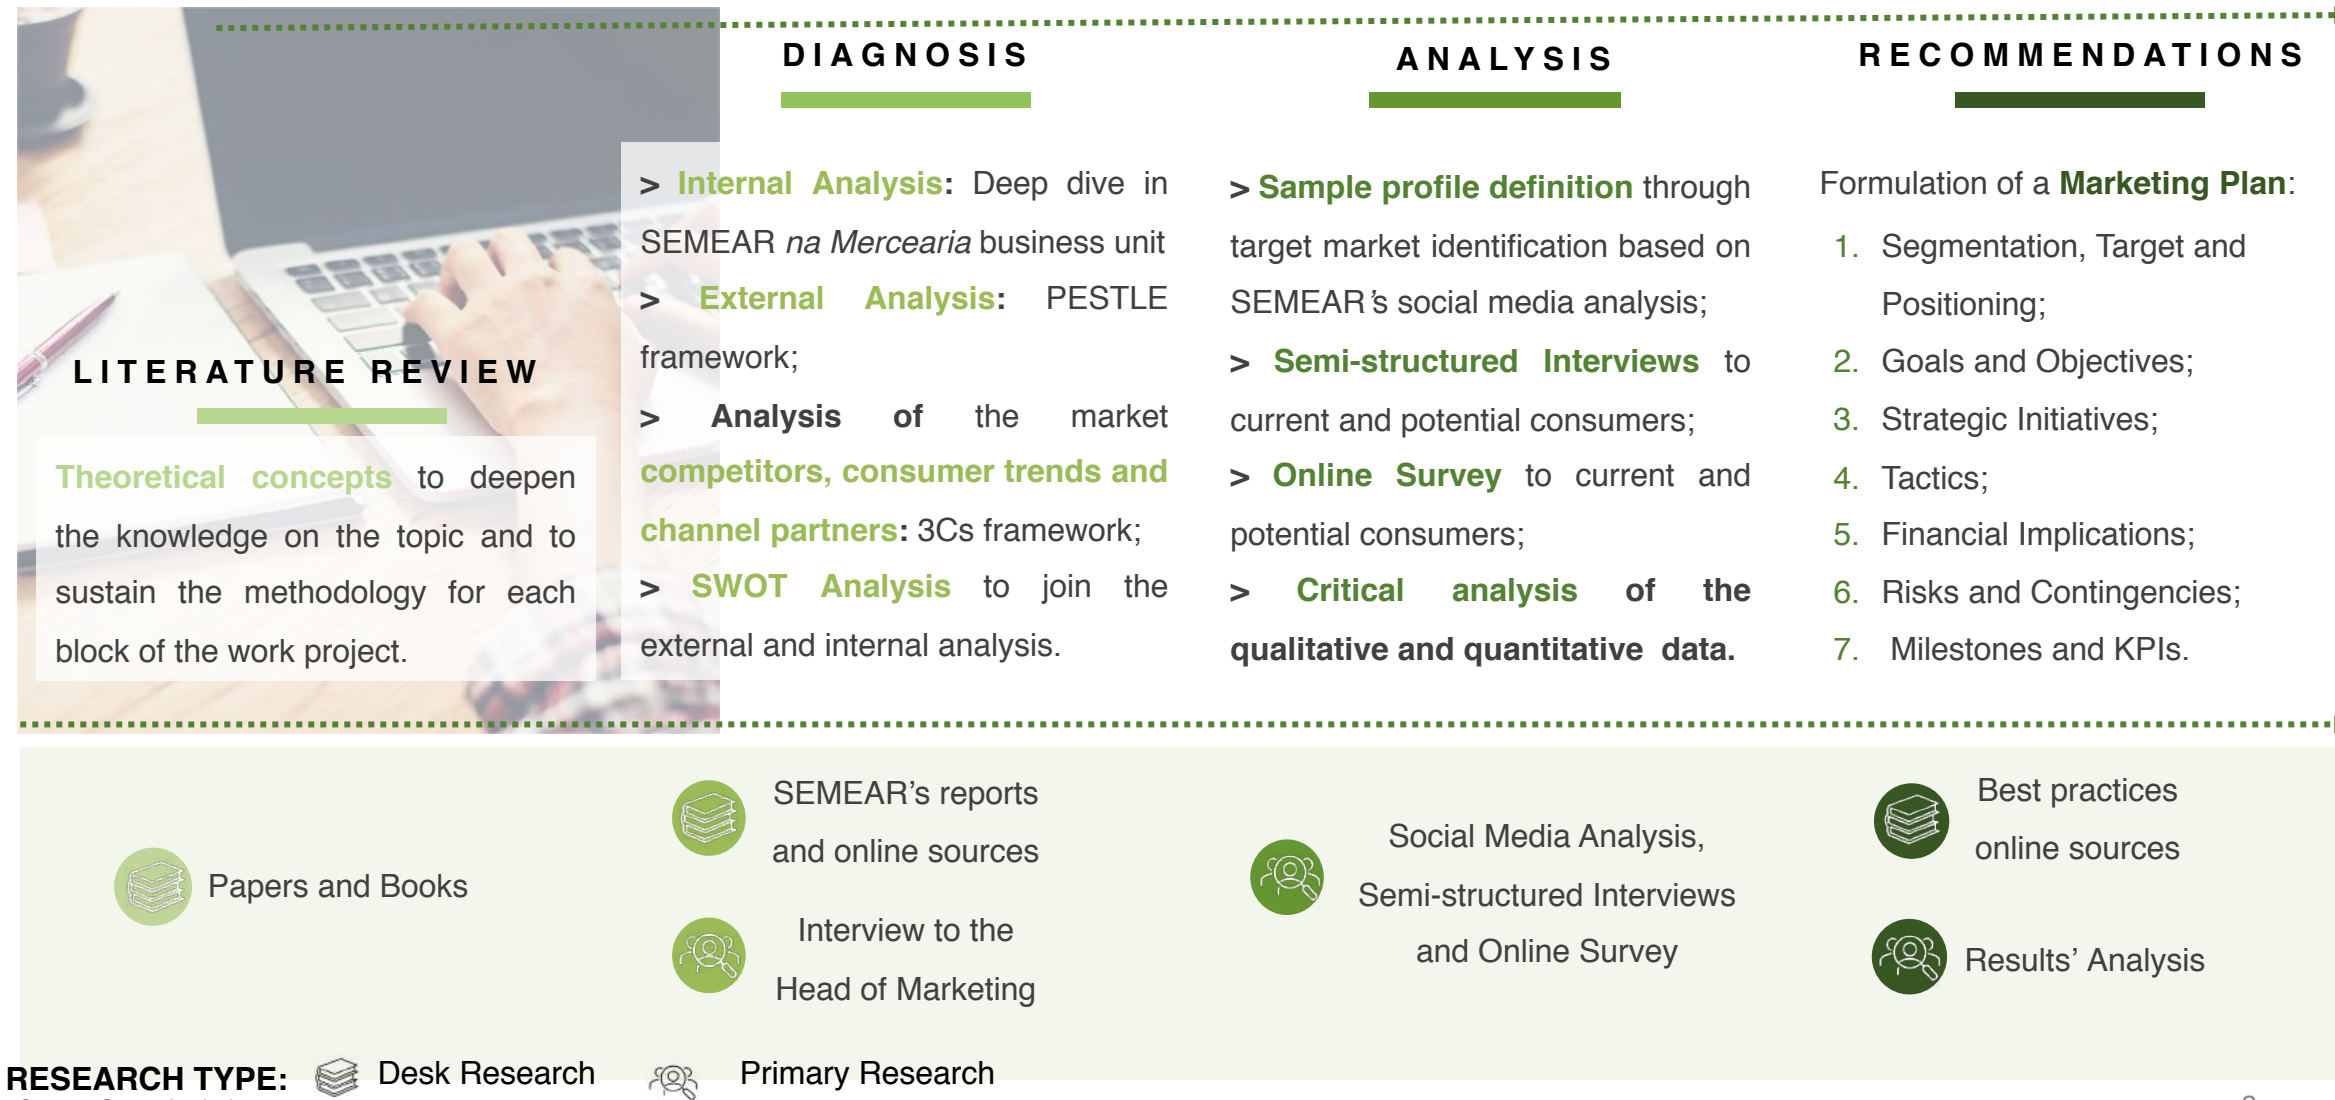 LITERATURE REVIEW
Theoretical concepts to deepen
the knowledge on the topic and to
sustain the methodology for each
block of the work project.
DIAGNOSIS
> Internal Analysis: Deep dive in
SEMEAR na Mercearia business unit
> External Analysis: PESTLE
framework;
> Analysis of the market
competitors, consumer trends and
channel partners: 3Cs framework;
> SWOT Analysis to join the
external and internal analysis.
ANALYSIS
> Sample profile definition through
target market identification based on
SEMEAR's social media analysis;
> Semi-structured Interviews to
current and potential consumers;
> Online Survey to current and
potential consumers;
> Critical analysis of the
qualitative and quantitative data.
RECOMMENDATIONS
Formulation of a Marketing Plan:
1. Segmentation, Target and
Positioning;
2. Goals and Objectives;
3. Strategic Initiatives;
4. Tactics;
5. Financial Implications;
6. Risks and Contingencies;
7. Milestones and KPIs.
Papers and Books
SEMEAR's reports
and online sources
Interview to the
Head of Marketing
Social Media Analysis,
Semi-structured Interviews
and Online Survey
Best practices
online sources
Results' Analysis
RESEARCH TYPE: Desk Research Primary Research